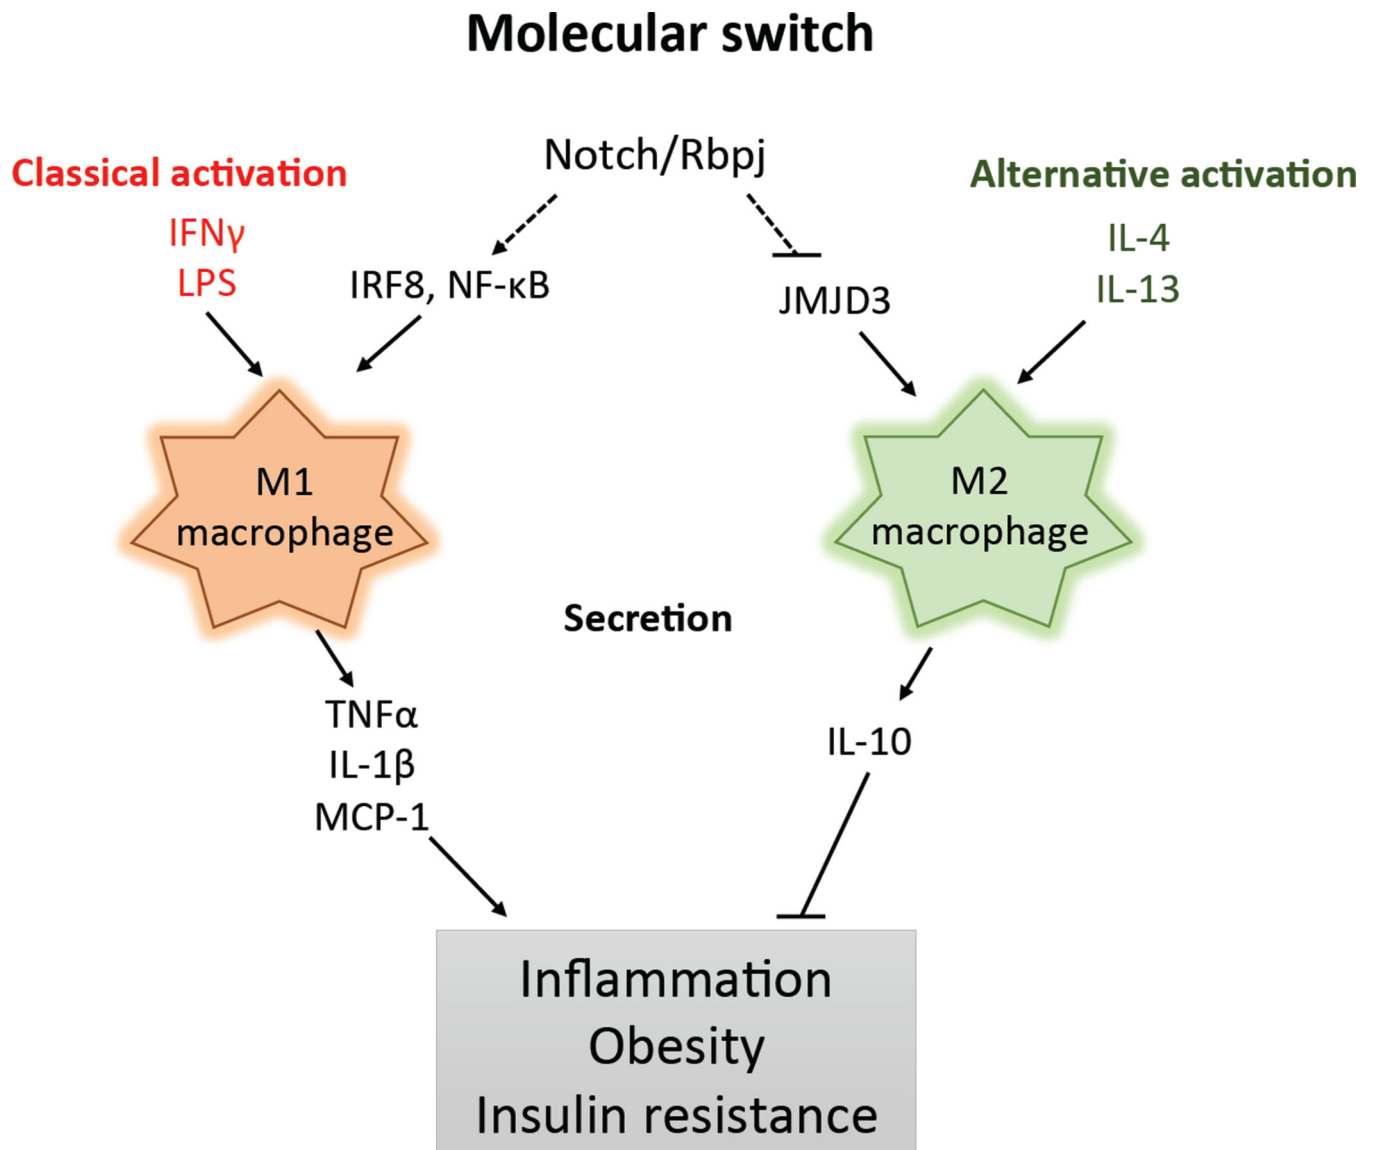 Molecular switch
Notch/Rbpj
Classical activation
IFNγ
LPS
IRF8, NF-κB
JMJD3
Alternative activation
IL-4
IL-13
M1
macrophage
M2
macrophage
Secretion
TNFα
IL-1β
MCP-1
IL-10
Inflammation
Obesity
Insulin resistance